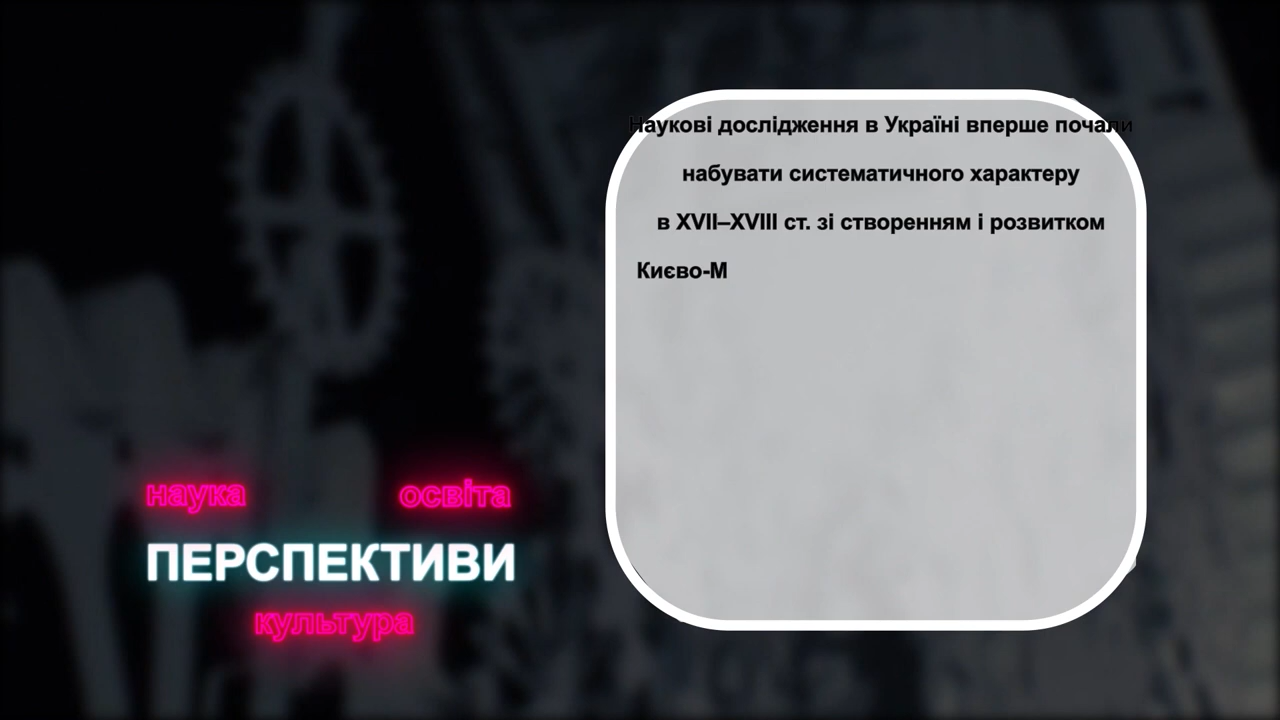 Наукові дослідження в Україні вперше почали
набувати систематичного характеру
в XVII–XVIII ст. зі створенням і розвитком
Києво-М
наука
освіта
ПЕРСПЕКТИВИ
культура